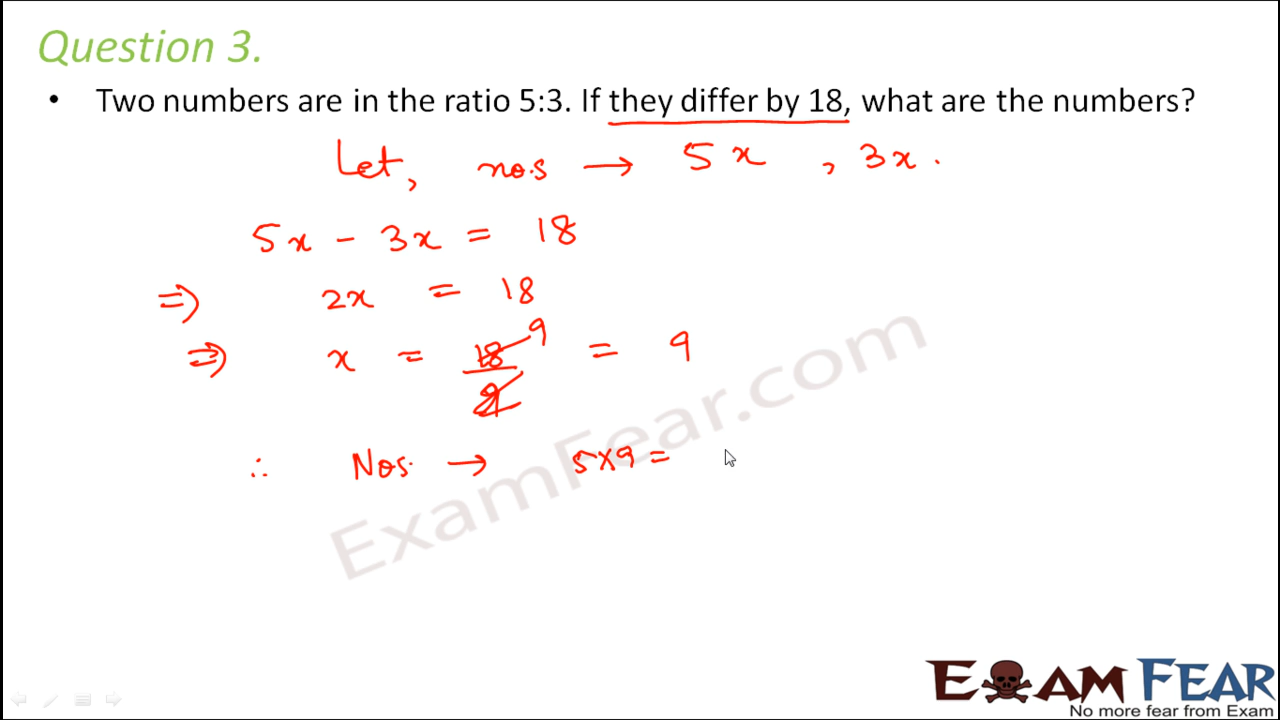 Question 3.
• Two numbers are in the ratio 5:3. If they differ by 18, what are the numbers?
Let, nos → 5x , 3x.
5x - 3x = 18
⇒) 2x = 18
⇒) x = 18/2 9 = 9
∴ Nos. → 5x9 =
ExamFear.com
EXAM FEAR
No more fear from Exam